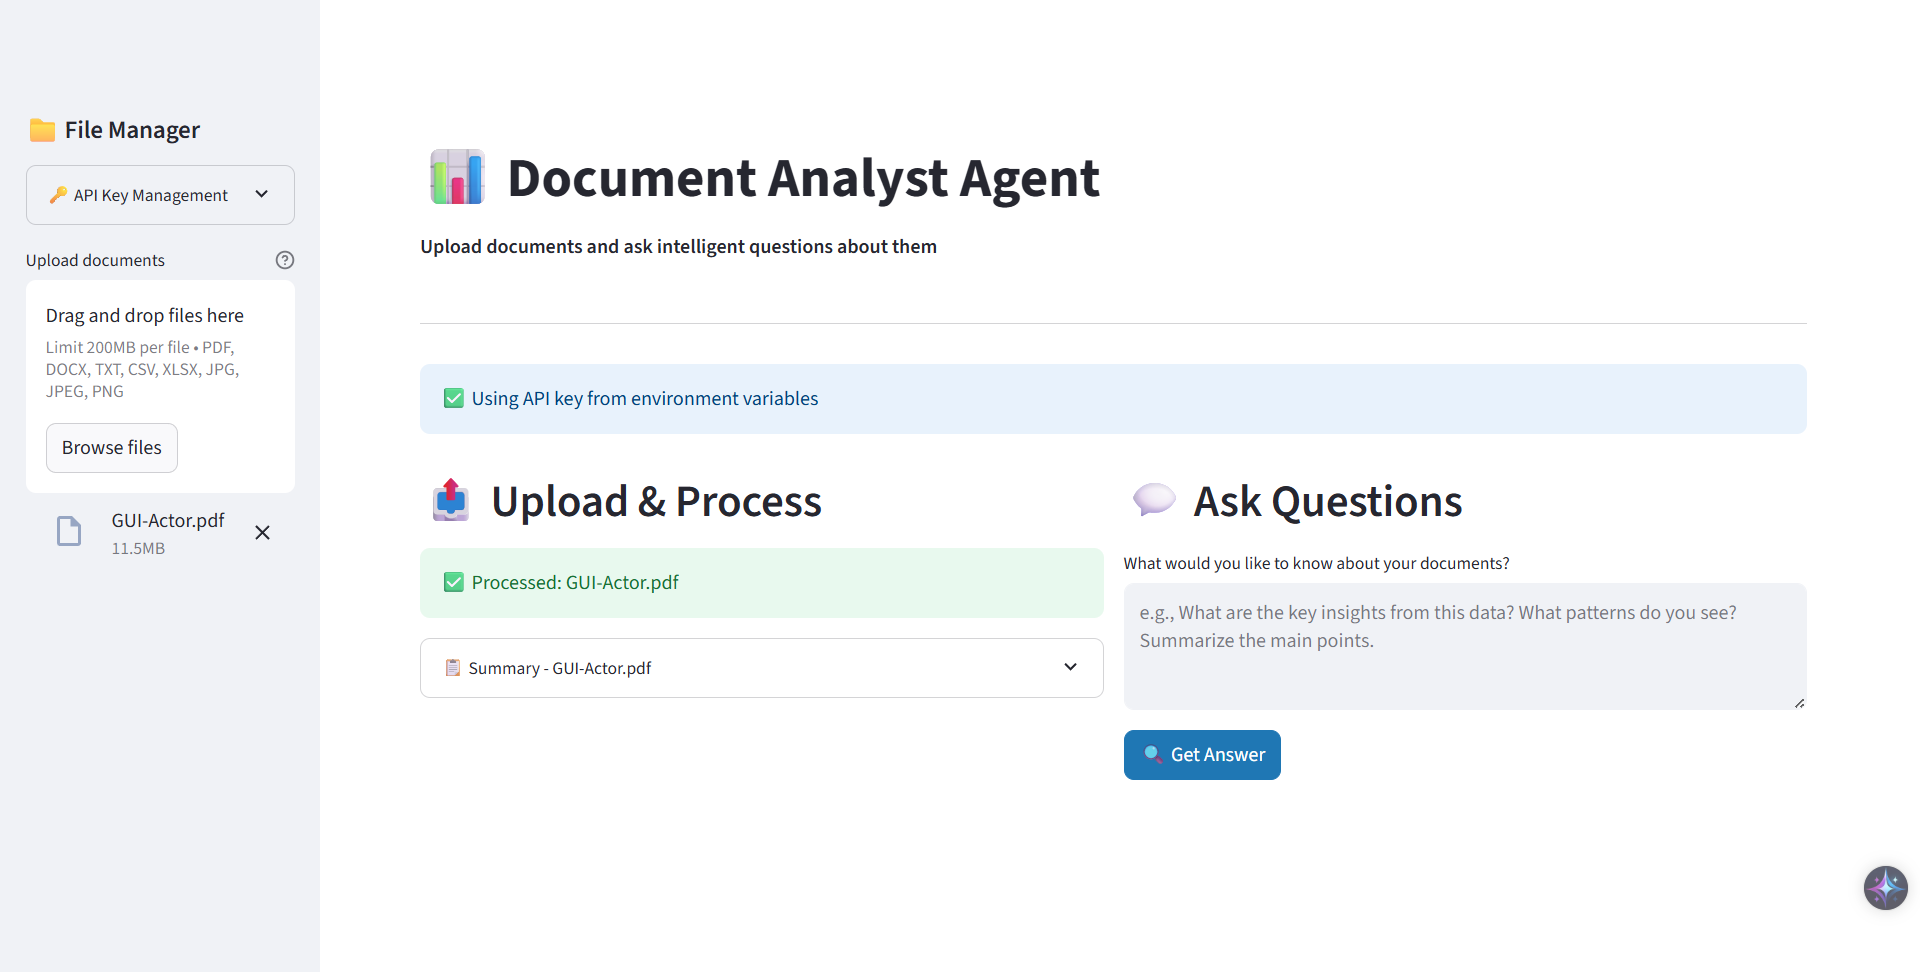 File Manager
API Key Management
Upload documents
Drag and drop files here
Limit 200MB per file • PDF,
DOCX, TXT, CSV, XLSX, JPG,
JPEG, PNG
Browse files
GUI-Actor.pdf
11.5MB
Document Analyst Agent
Upload documents and ask intelligent questions about them
Using API key from environment variables
Upload & Process
Processed: GUI-Actor.pdf
Summary - GUI-Actor.pdf
Ask Questions
What would you like to know about your documents?
e.g., What are the key insights from this data? What patterns do you see?
Summarize the main points.
Get Answer